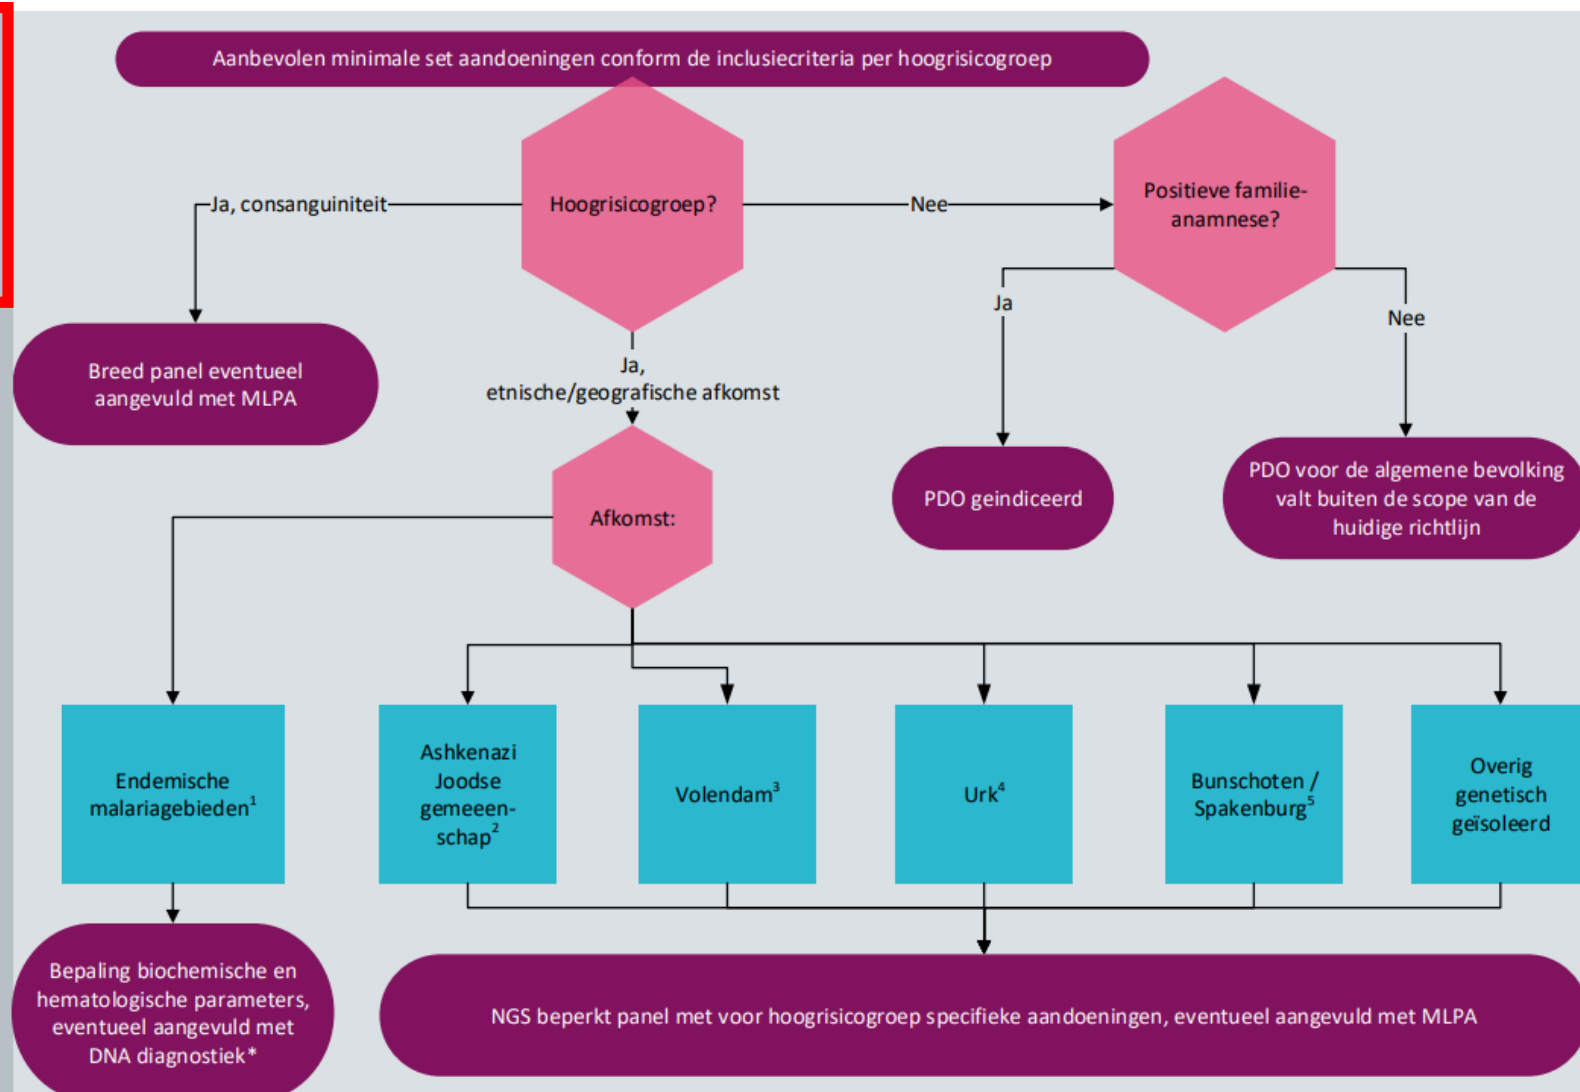 Aanbevolen minimale set aandoeningen conform de inclusiecriteria per hoogrisicogroep
Ja, consanguiniteit
Hoogrisicogroep?
Nee
Positieve familie-
anamnese?
Ja
Nee
Breed panel eventueel
aangevuld met MLPA
Ja,
etnische/geografische afkomst
PDO geindiceerd
PDO voor de algemene bevolking
valt buiten de scope van de
huidige richtlijn
Afkomst:
Endemische
malariagebieden¹
Ashkenazi
Joodse
gemeeen-
schap²
Volendam³
Urk⁴
Bunschoten /
Spakenburg⁵
Overig
genetisch
geïsoleerd
Bepaling biochemische en
hematologische parameters,
eventueel aangevuld met
DNA diagnostiek*
NGS beperkt panel met voor hoogrisicogroep specifieke aandoeningen, eventueel aangevuld met MLPA